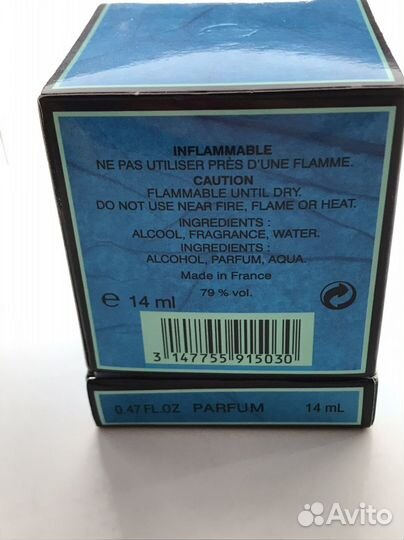 INFLAMMABLE
NE PAS UTILISER PRÈS D'UNE FLAMME.
CAUTION
FLAMMABLE UNTIL DRY.
DO NOT USE NEAR FIRE, FLAME OR HEAT.
INGREDIENTS :
ALCOOL, FRAGRANCE, WATER.
INGREDIENTS :
ALCOHOL, PARFUM, AQUA.
Made in France
℮ 14 ml
79 % vol.
3 147755 915030
0.47 FL.OZ PARFUM 14 mL
Avito